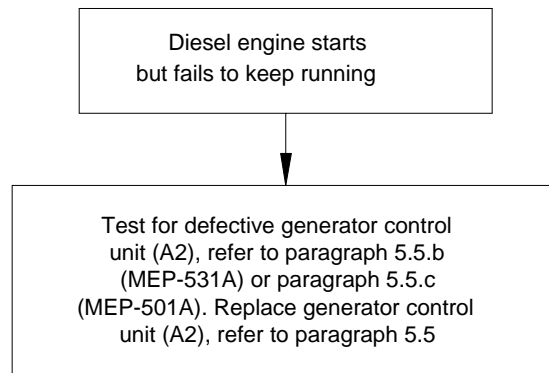 Diesel engine starts
but fails to keep running
Test for defective generator control
unit (A2), refer to paragraph 5.5.b
(MEP-531A) or paragraph 5.5.c
(MEP-501A). Replace generator control
unit (A2), refer to paragraph 5.5